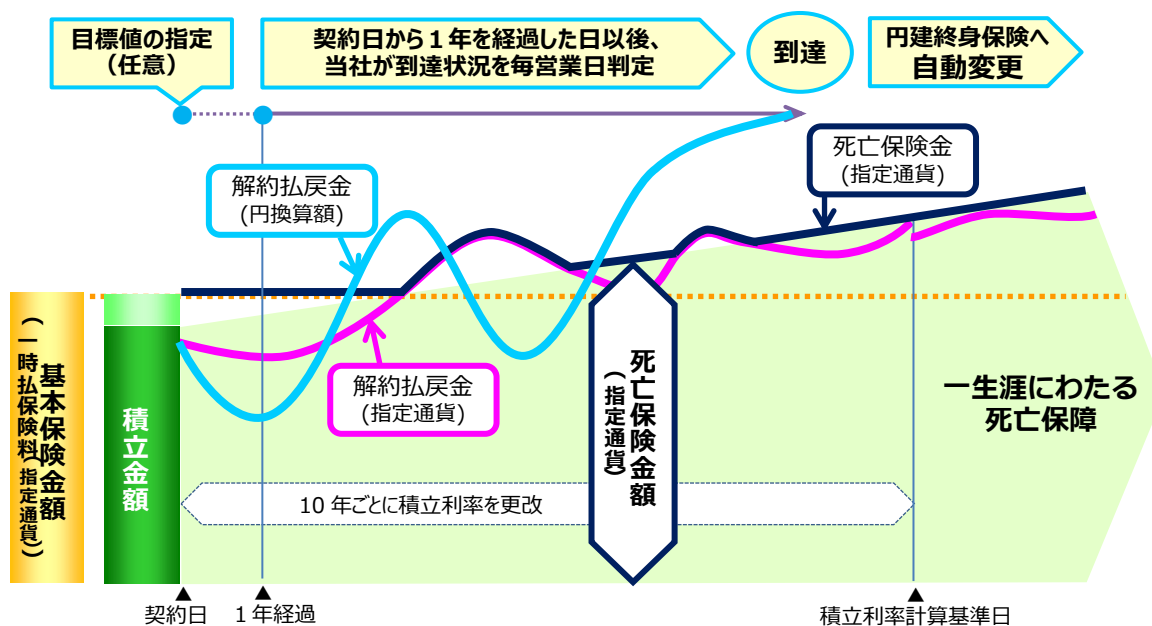 目標値の指定
（任意）
契約日から１年を経過した日以後、
当社が到達状況を毎営業日判定
到達
円建終身保険へ
自動変更
死亡保険金
(指定通貨)
解約払戻金
(円換算額)
解約払戻金
(指定通貨)
基本保険金額
(一時払保険料(指定通貨))
積立金額
死亡保険金額
(指定通貨)
一生涯にわたる
死亡保障
10 年ごとに積立利率を更改
▲
契約日
▲
１年経過
▲
積立利率計算基準日